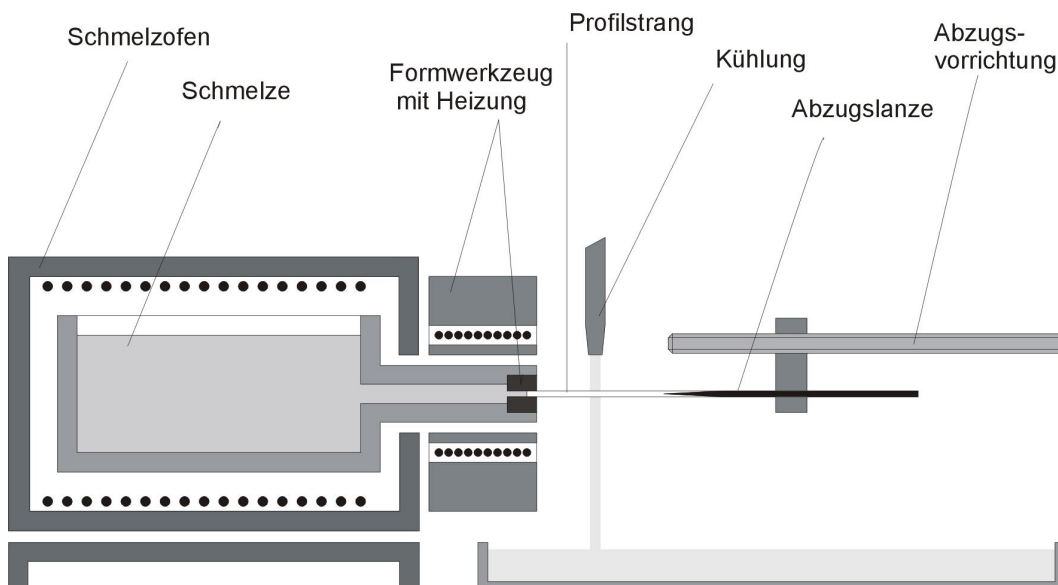 Schmelzofen
Schmelze
Formwerkzeug
mit Heizung
Profilstrang
Kühlung
Abzugs-
vorrichtung
Abzugslanze